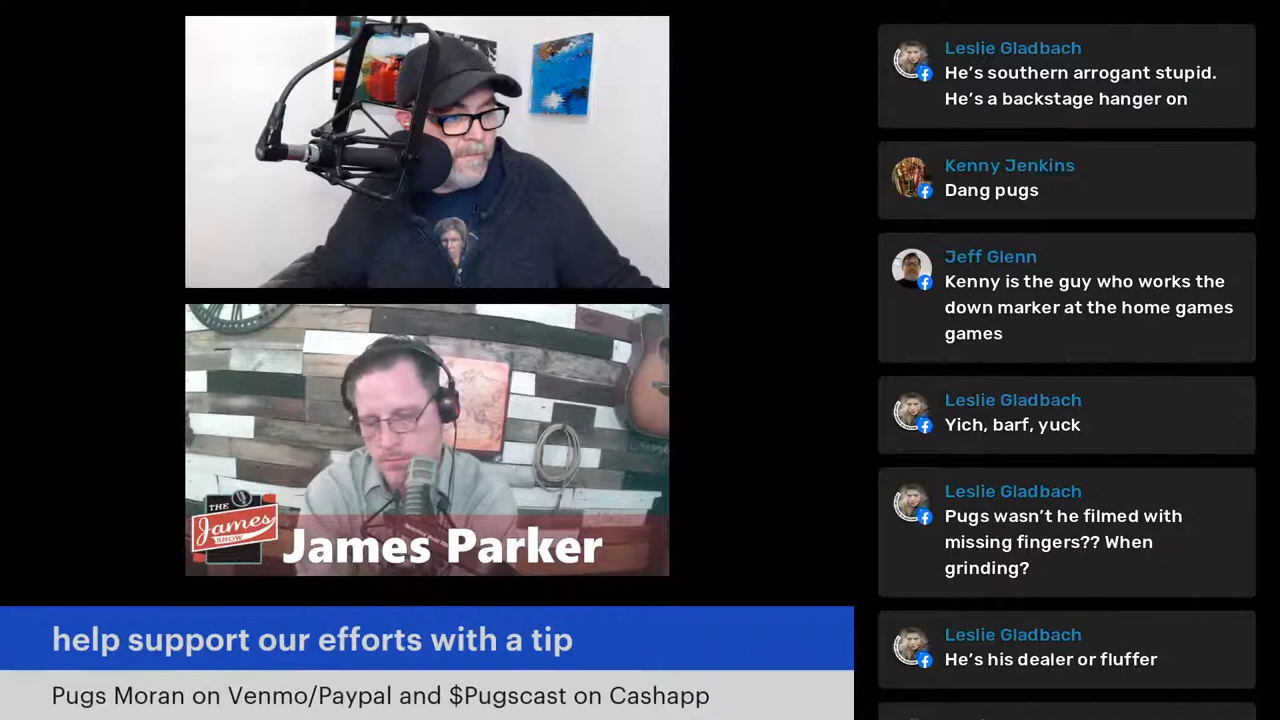 THE
James
SHOW
James Parker
help support our efforts with a tip
Pugs Moran on Venmo/Paypal and $Pugscast on Cashapp
Leslie Gladbach
He’s southern arrogant stupid.
He’s a backstage hanger on
Kenny Jenkins
Dang pugs
Jeff Glenn
Kenny is the guy who works the
down marker at the home games
games
Leslie Gladbach
Yich, barf, yuck
Leslie Gladbach
Pugs wasn’t he filmed with
missing fingers?? When
grinding?
Leslie Gladbach
He’s his dealer or fluffer